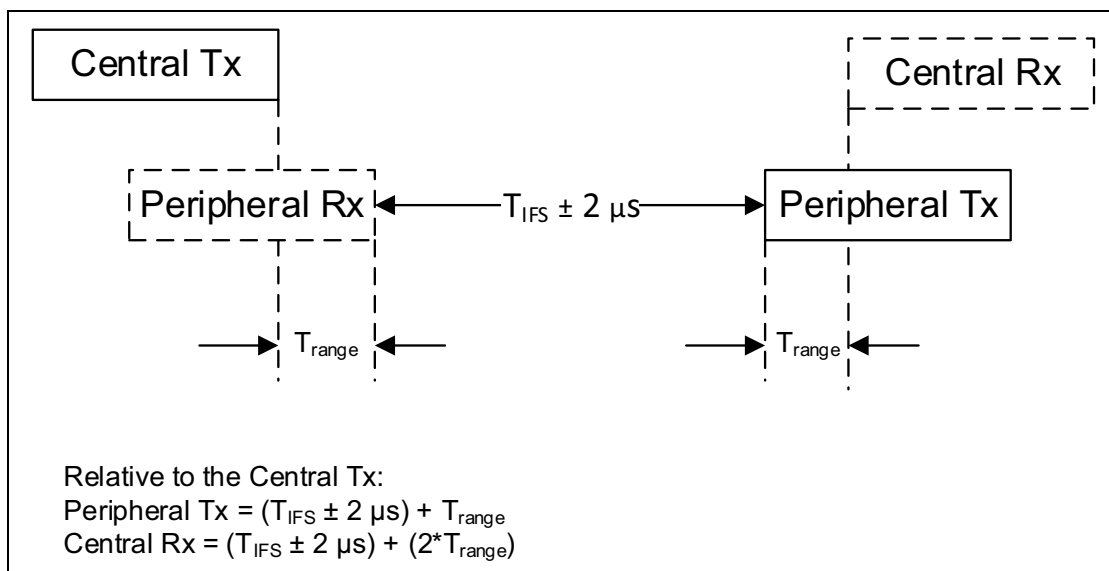 Central Tx
Central Rx
Peripheral Rx
T_IFS ± 2 µs
Peripheral Tx
T_range
T_range
Relative to the Central Tx:
Peripheral Tx = (T_IFS ± 2 µs) + T_range
Central Rx = (T_IFS ± 2 µs) + (2*T_range)